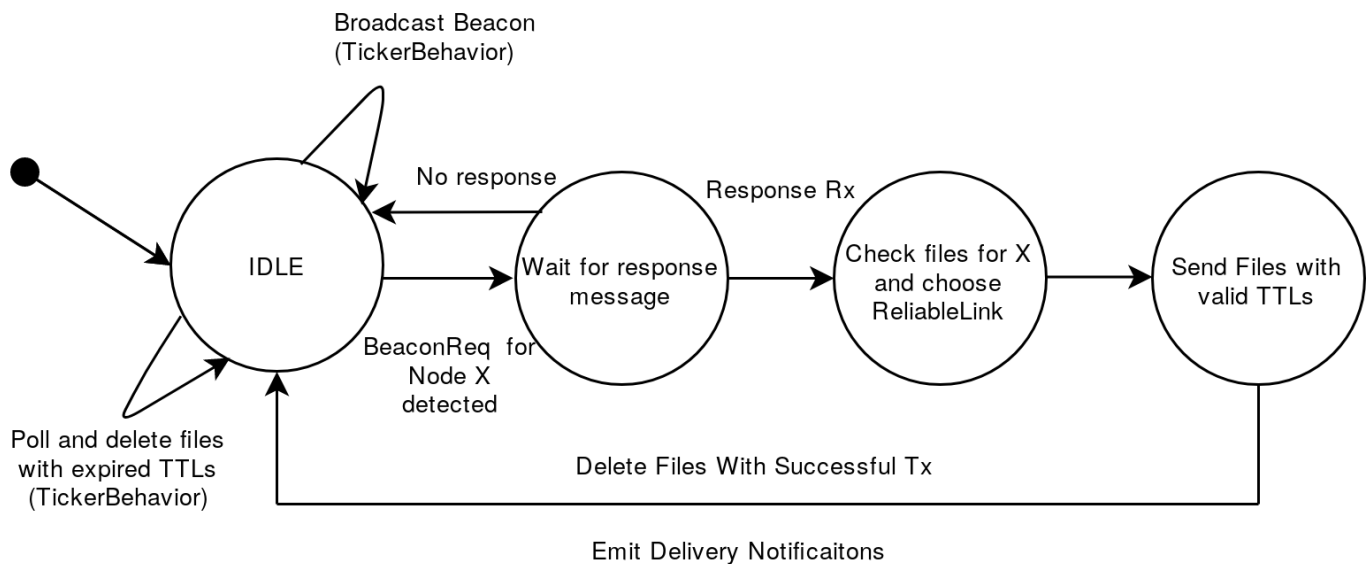 Broadcast Beacon
(TickerBehavior)
No response
Response Rx
IDLE
Wait for response
message
Check files for X
and choose
ReliableLink
Send Files with
valid TTLs
BeaconReq for
Node X
detected
Poll and delete files
with expired TTLs
(TickerBehavior)
Delete Files With Successful Tx
Emit Delivery Notificaitons